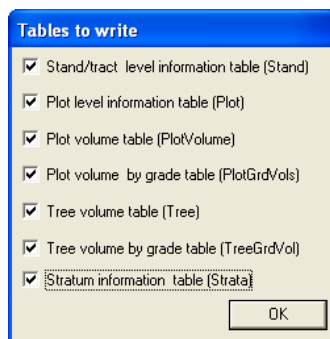 Tables to write
Stand/tract level information table (Stand)
Plot level information table (Plot)
Plot volume table (PlotVolume)
Plot volume by grade table (PlotGrdVols)
Tree volume table (Tree)
Tree volume by grade table (TreeGrdVol)
Stratum information table (Strata)
OK